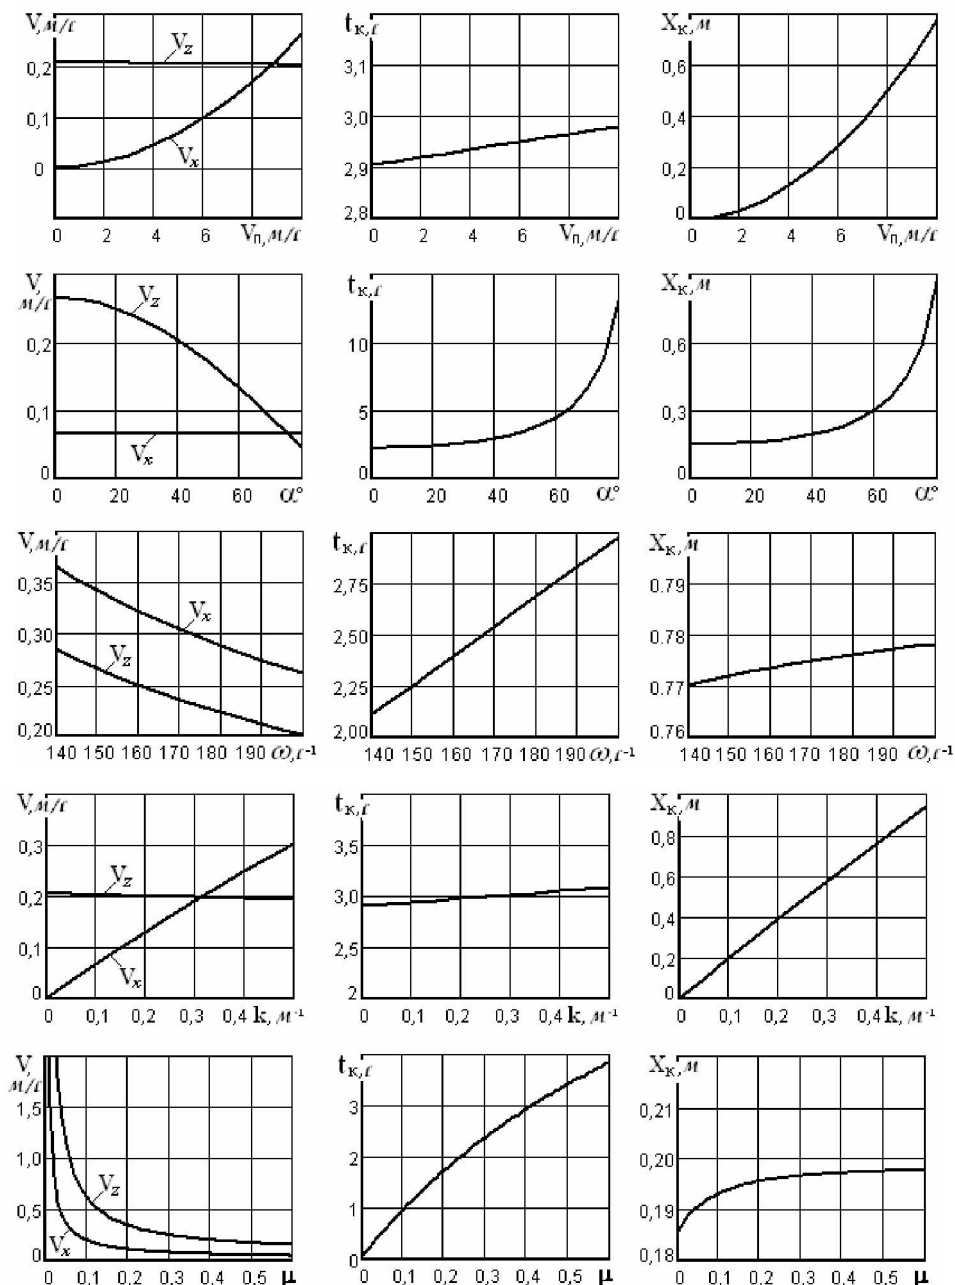 V, м/с
0,2
0,1
0
0 2 4 6 Vп, м/с
Vz
Vx
tк, с
3,1
3,0
2,9
2,8
0 2 4 6 Vп, м/с
Xк, м
0,6
0,4
0,2
0
0 2 4 6 Vп, м/с
V,
м/с
0,2
0,1
0
0 20 40 60 α°
Vz
Vx
tк, с
10
5
0
0 20 40 60 α°
Xк, м
0,6
0,3
0
0 20 40 60 α°
V, м/с
0,35
0,30
0,25
0,20
140 150 160 170 180 190 ω, с⁻¹
Vx
Vz
tк, с
2,75
2,50
2,25
2,00
140 150 160 170 180 190 ω, с⁻¹
Xк, м
0.79
0.78
0.77
0.76
140 150 160 170 180 190 ω, с⁻¹
V, м/с
0,3
0,2
0,1
0
0 0,1 0,2 0,3 0,4 k, м⁻¹
Vz
Vx
tк, с
3,5
3,0
2,5
2
0 0,1 0,2 0,3 0,4 k, м⁻¹
Xк, м
0,8
0,6
0,4
0,2
0
0 0,1 0,2 0,3 0,4 k, м⁻¹
V,
м/с
1,5
1,0
0,5
0
0 0,1 0,2 0,3 0,4 0,5 μ
Vz
Vx
tк, с
4
3
2
1
0
0 0,1 0,2 0,3 0,4 0,5 μ
Xк, м
0,21
0,20
0,19
0,18
0 0,1 0,2 0,3 0,4 0,5 μ